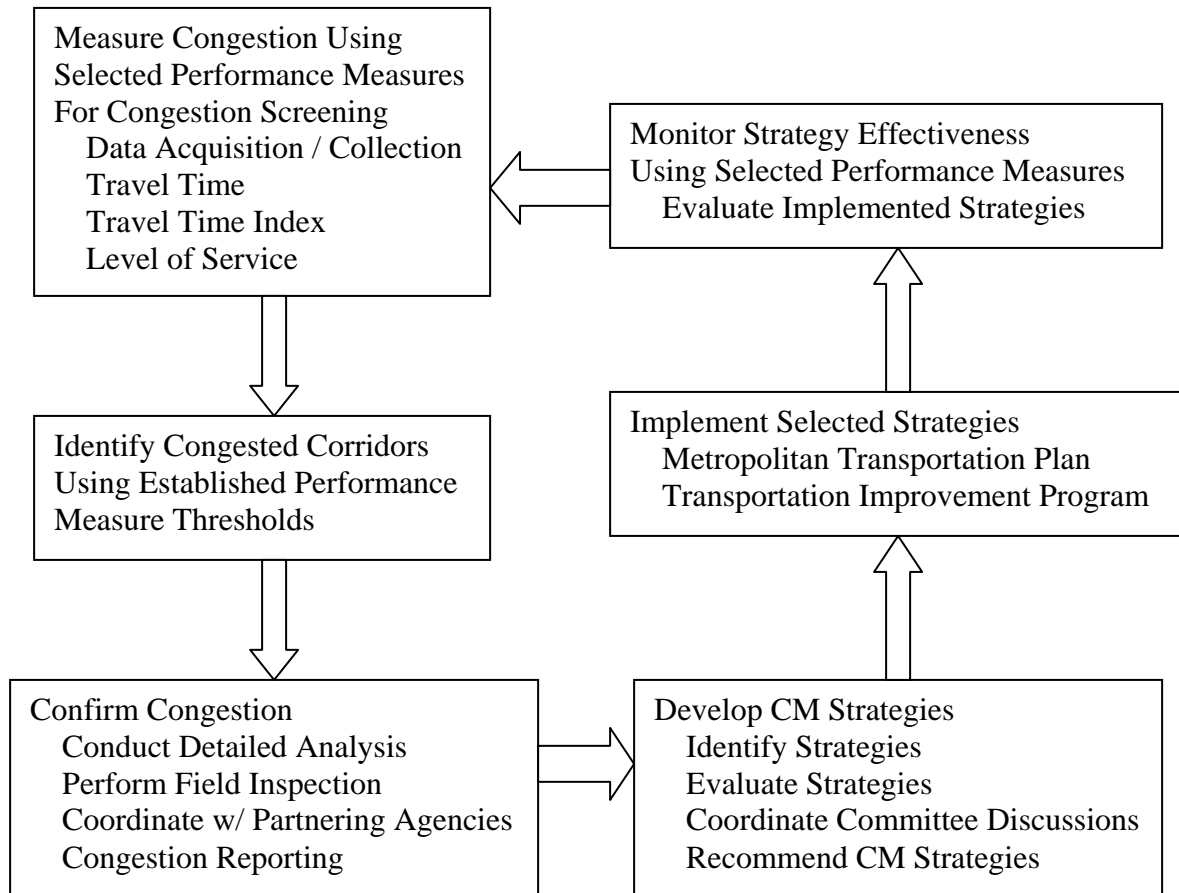 Measure Congestion Using
Selected Performance Measures
For Congestion Screening
Data Acquisition / Collection
Travel Time
Travel Time Index
Level of Service
Identify Congested Corridors
Using Established Performance
Measure Thresholds
Confirm Congestion
Conduct Detailed Analysis
Perform Field Inspection
Coordinate w/ Partnering Agencies
Congestion Reporting
Develop CM Strategies
Identify Strategies
Evaluate Strategies
Coordinate Committee Discussions
Recommend CM Strategies
Implement Selected Strategies
Metropolitan Transportation Plan
Transportation Improvement Program
Monitor Strategy Effectiveness
Using Selected Performance Measures
Evaluate Implemented Strategies